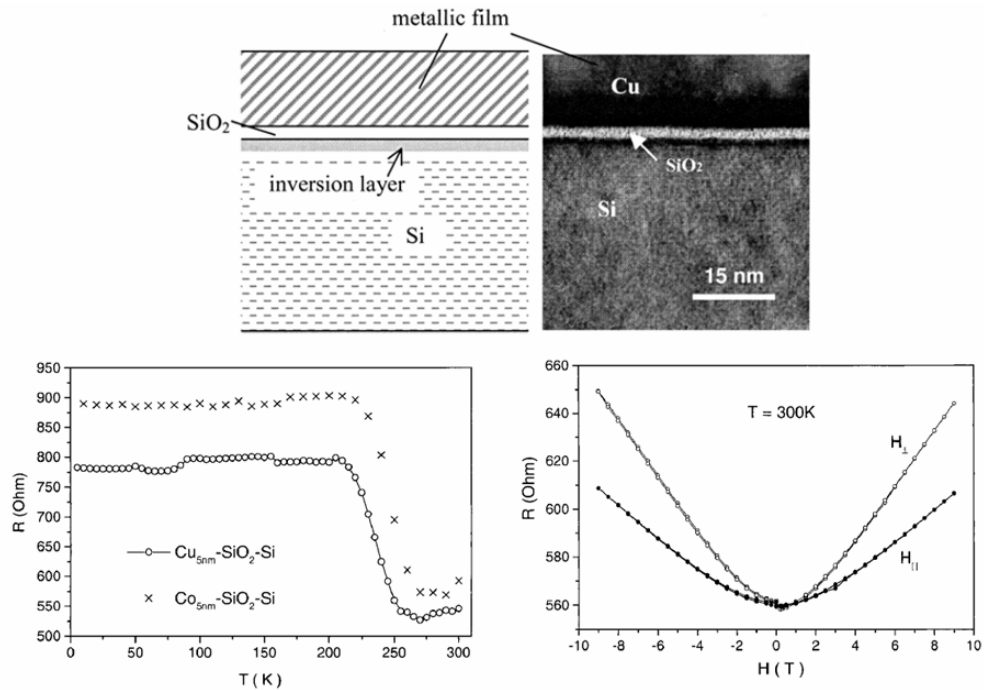 metallic film
SiO₂
inversion layer
Si
Cu
SiO₂
Si
15 nm
950
900
850
800
750
700
650
600
550
500
R (Ohm)
Cu₅ₙₘ-SiO₂-Si
Co₅ₙₘ-SiO₂-Si
0 50 100 150 200 250 300
T ( K )
660
640
620
600
580
560
R (Ohm)
T = 300K
H⊥
H||
-10 -8 -6 -4 -2 0 2 4 6 8 10
H ( T )